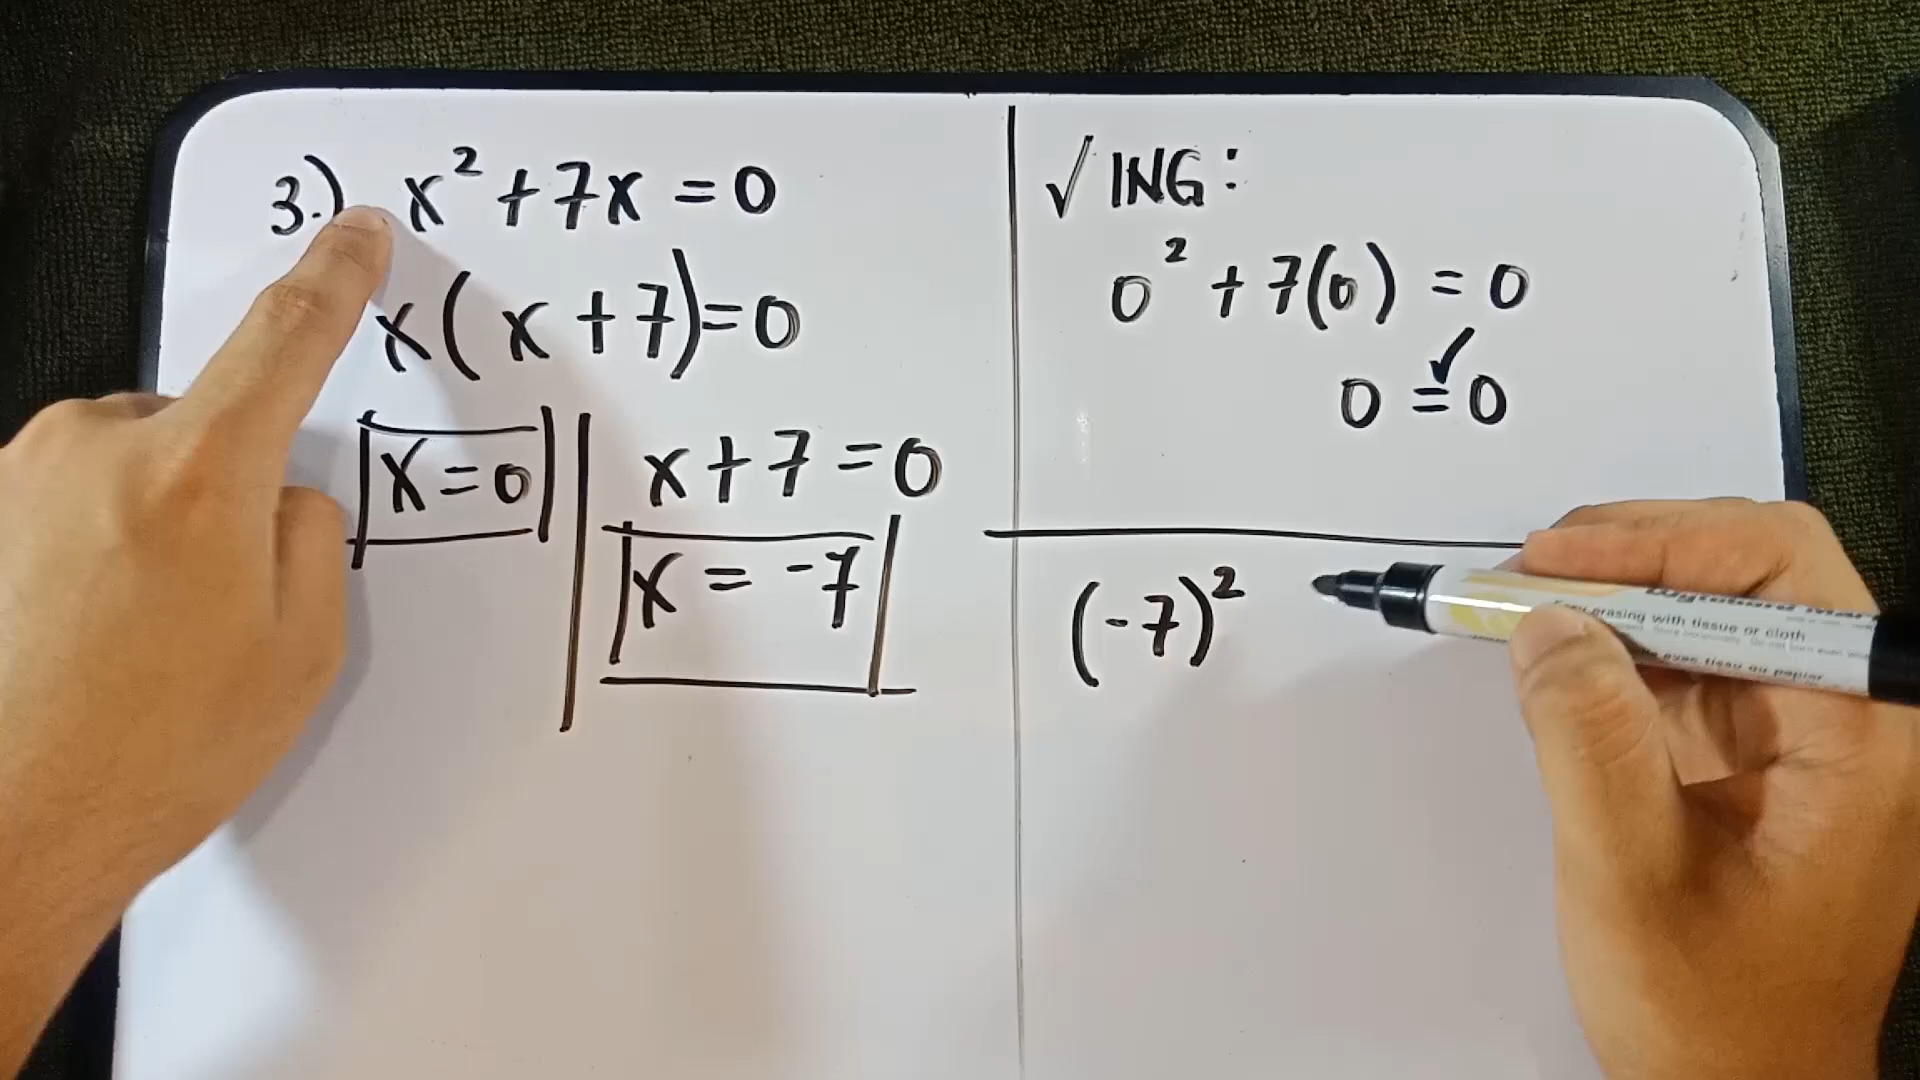 3.) x² + 7x = 0
x(x + 7) = 0
x = 0
x + 7 = 0
x = -7
√ ING:
0² + 7(0) = 0
0 = 0 ✓
(-7)²
Easy erasing with tissue or cloth